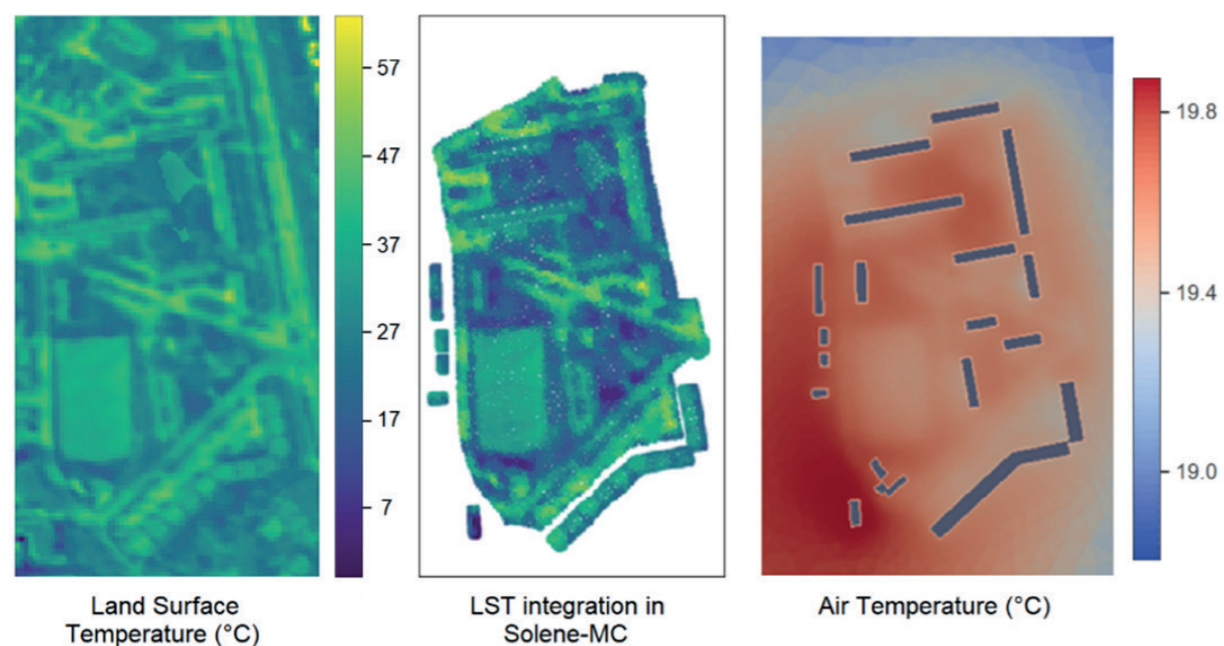 57
47
37
27
17
7
19.8
19.4
19.0
Land Surface
Temperature (°C)
LST integration in
Solene-MC
Air Temperature (°C)